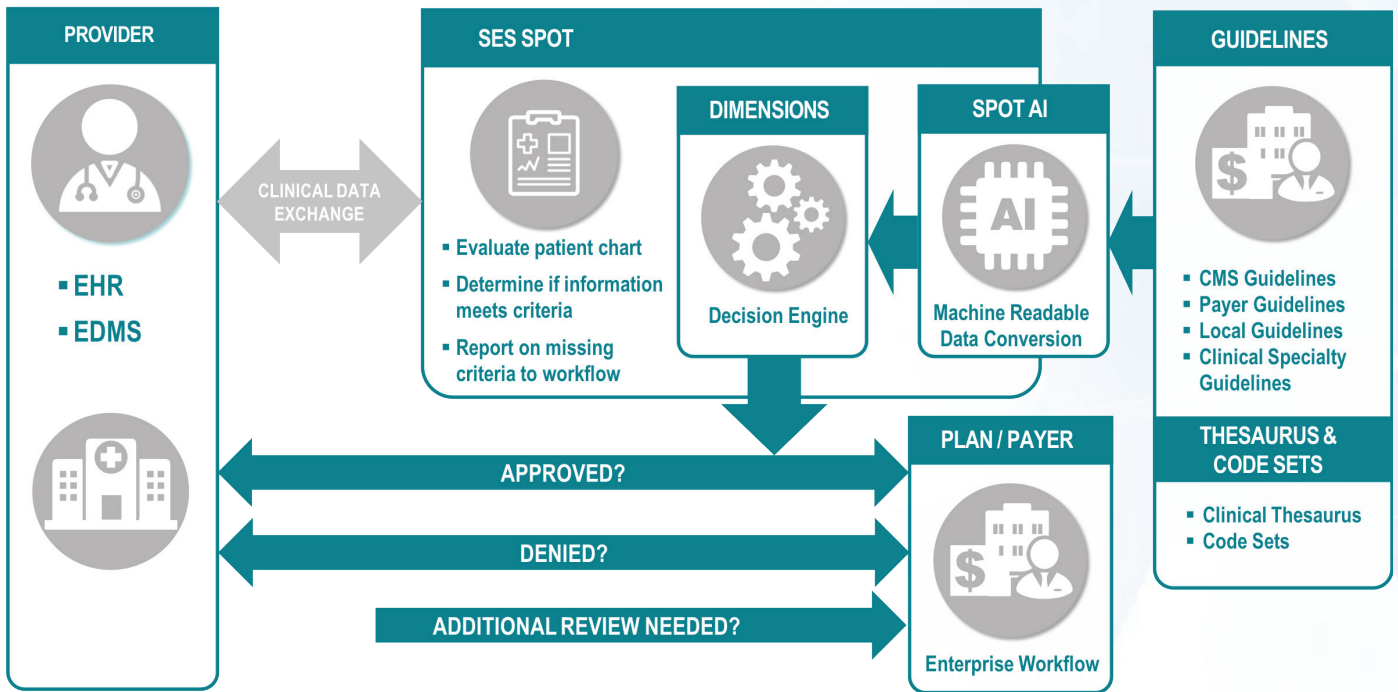 PROVIDER
▪ EHR
▪ EDMS
CLINICAL DATA
EXCHANGE
SES SPOT
▪ Evaluate patient chart
▪ Determine if information
meets criteria
▪ Report on missing
criteria to workflow
DIMENSIONS
Decision Engine
SPOT AI
AI
Machine Readable
Data Conversion
GUIDELINES
$
▪ CMS Guidelines
▪ Payer Guidelines
▪ Local Guidelines
▪ Clinical Specialty
Guidelines
THESAURUS &
CODE SETS
▪ Clinical Thesaurus
▪ Code Sets
APPROVED?
DENIED?
ADDITIONAL REVIEW NEEDED?
PLAN / PAYER
$
Enterprise Workflow